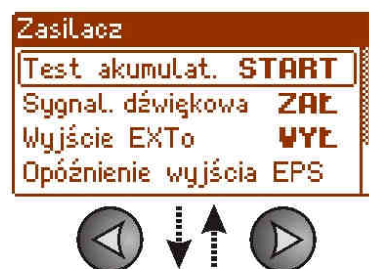 Zasilacz
Test akumulat. START
Sygnal. dźwiękowa ZAŁ
Wyjście EXTo WYŁ
Opóźnienie wyjścia EPS